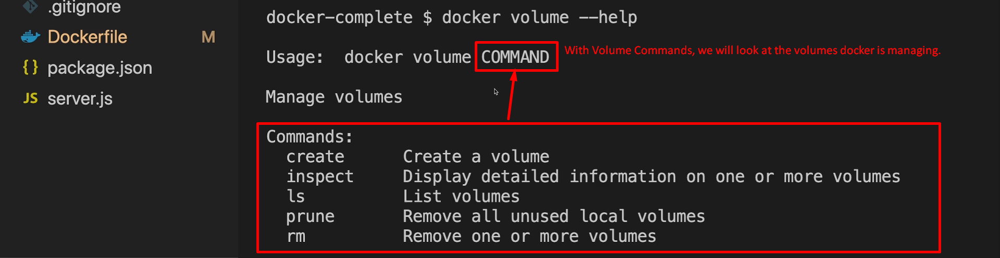 .gitignore
Dockerfile M
{} package.json
JS server.js
docker-complete $ docker volume --help
Usage:  docker volume COMMAND
With Volume Commands, we will look at the volumes docker is managing.
Manage volumes
Commands:
  create      Create a volume
  inspect     Display detailed information on one or more volumes
  ls          List volumes
  prune       Remove all unused local volumes
  rm          Remove one or more volumes